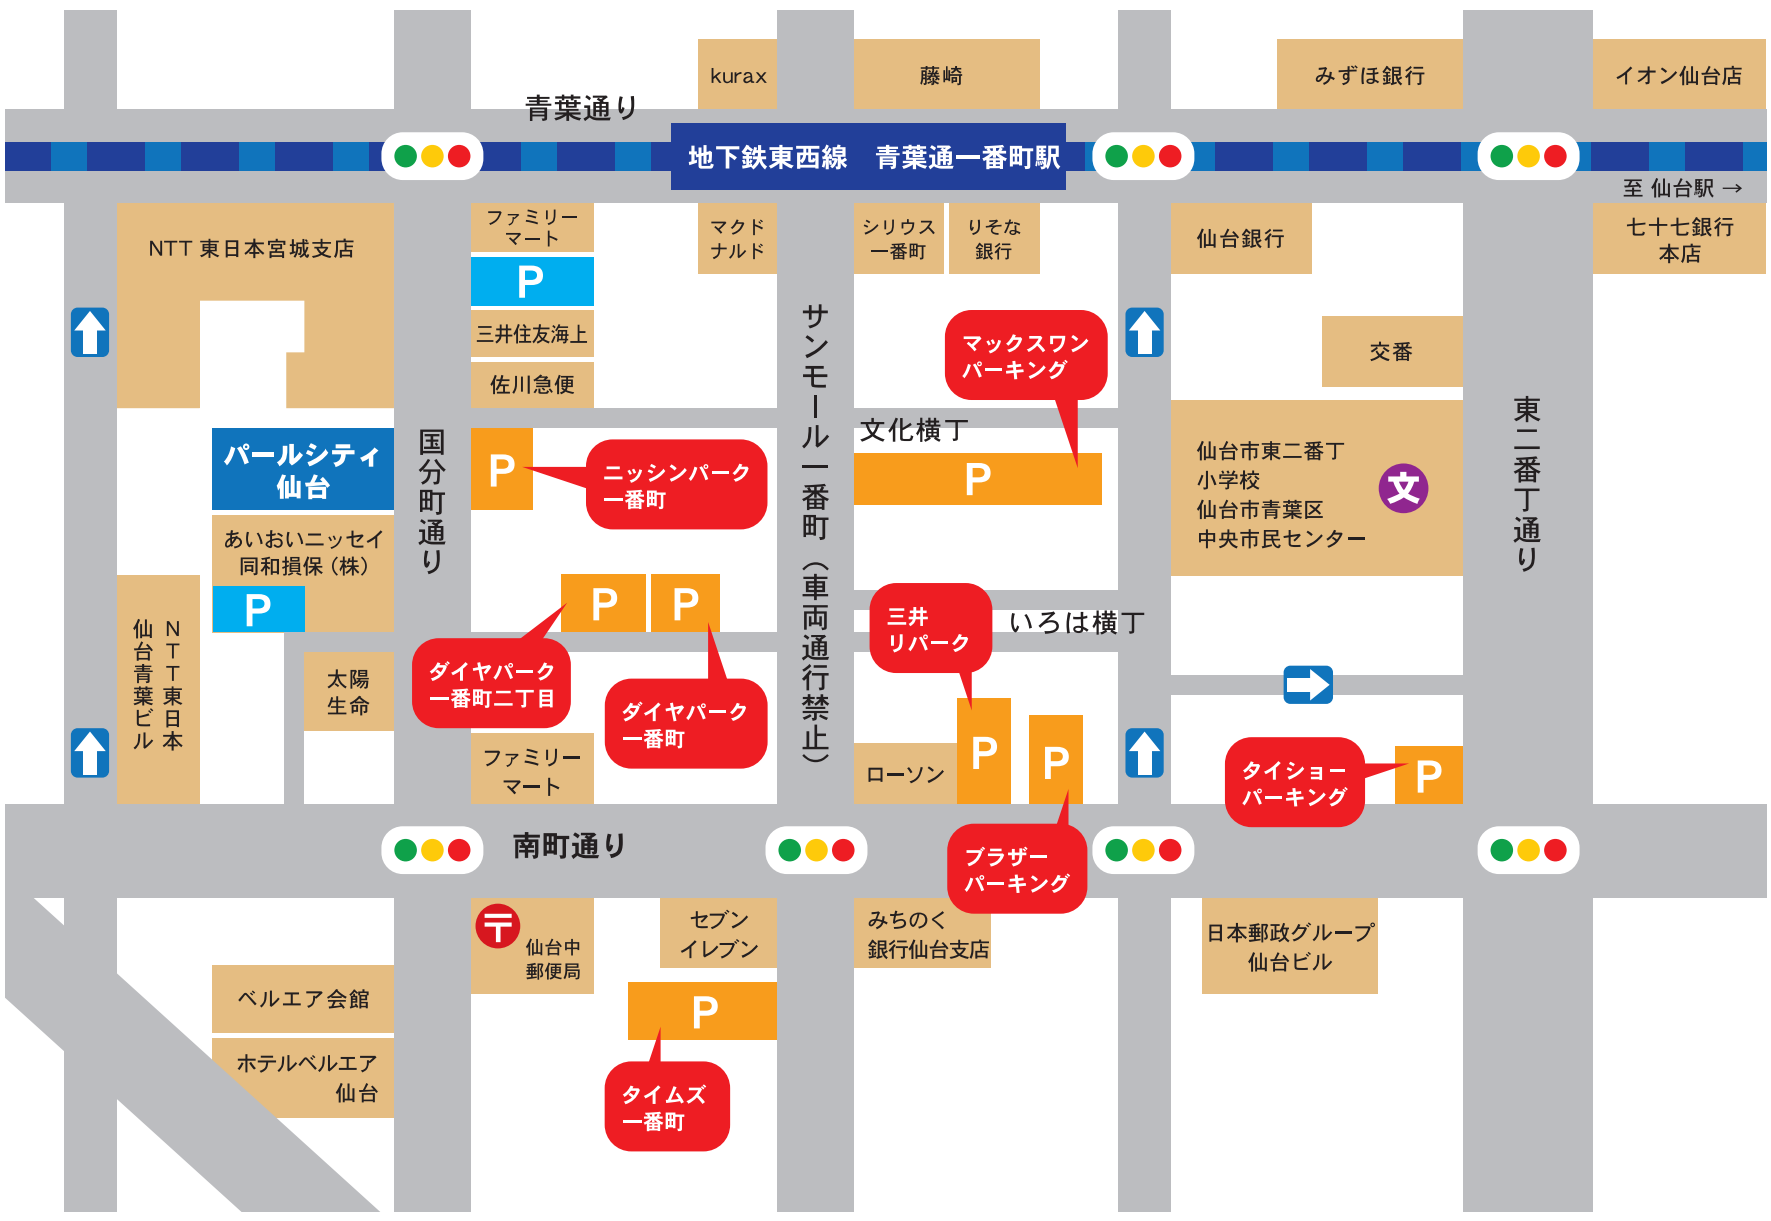 kurax
藤崎
みずほ銀行
イオン仙台店
青葉通り
地下鉄東西線　青葉通一番町駅
至 仙台駅 →
NTT 東日本宮城支店
ファミリー
マート
マクド
ナルド
シリウス
一番町
りそな
銀行
仙台銀行
七十七銀行
本店
P
三井住友海上
佐川急便
サンモール一番町（車両通行禁止）
マックスワン
パーキング
交番
文化横丁
P
パールシティ
仙台
国分町通り
P
ニッシンパーク
一番町
仙台市東二番丁
小学校
仙台市青葉区
中央市民センター
文
東二番丁通り
あいおいニッセイ
同和損保（株）
P
P
P
ダイヤパーク
一番町二丁目
ダイヤパーク
一番町
三井
リパーク
いろは横丁
NTT東日本
仙台青葉ビル
太陽
生命
ファミリー
マート
ローソン
P
P
タイショー
パーキング
P
南町通り
ブラザー
パーキング
〒
仙台中
郵便局
セブン
イレブン
みちのく
銀行仙台支店
日本郵政グループ
仙台ビル
ベルエア会館
P
ホテルベルエア
仙台
タイムズ
一番町